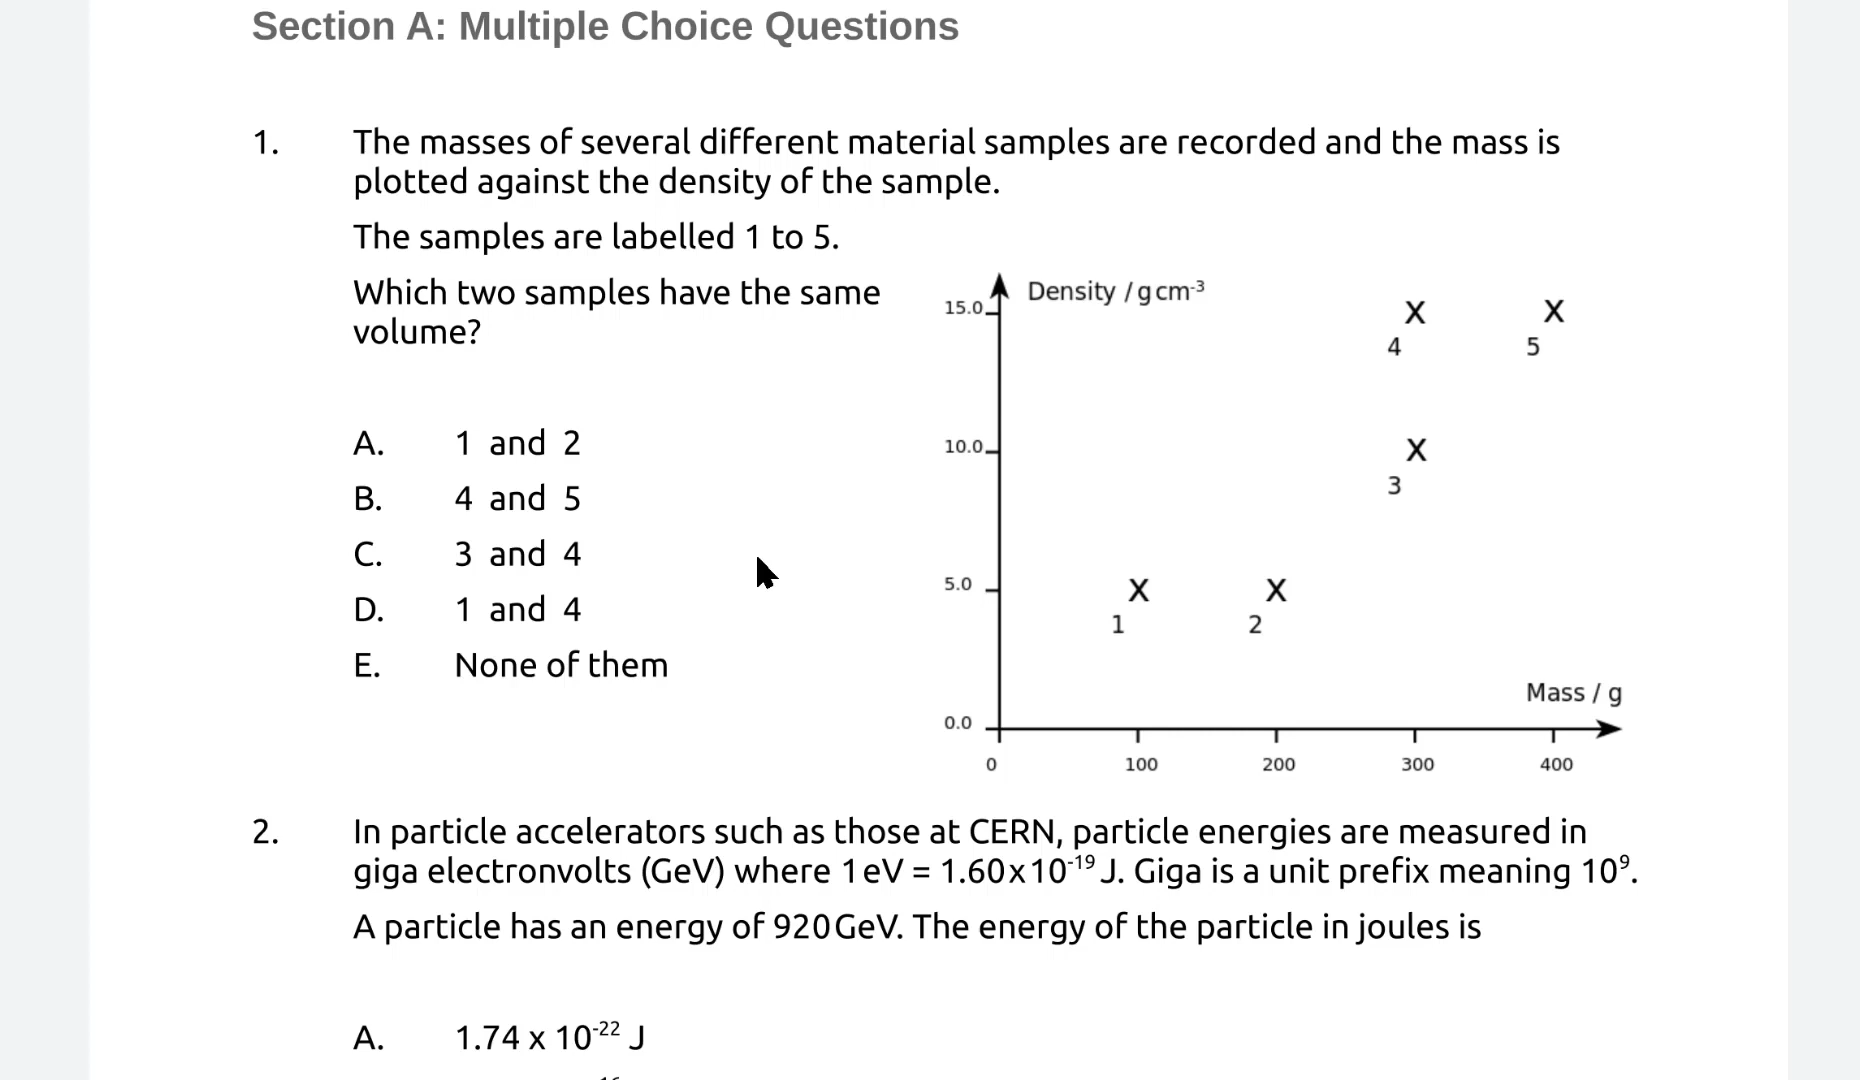 Section A: Multiple Choice Questions
1. The masses of several different material samples are recorded and the mass is
plotted against the density of the sample.
The samples are labelled 1 to 5.
Which two samples have the same
volume?
A. 1 and 2
B. 4 and 5
C. 3 and 4
D. 1 and 4
E. None of them
Density / g cm⁻³
15.0
10.0
5.0
0.0
X 4
X 5
X 3
X 1
X 2
Mass / g
0 100 200 300 400
2. In particle accelerators such as those at CERN, particle energies are measured in
giga electronvolts (GeV) where 1 eV = 1.60 x 10⁻¹⁹ J. Giga is a unit prefix meaning 10⁹.
A particle has an energy of 920 GeV. The energy of the particle in joules is
A. 1.74 x 10⁻²² J